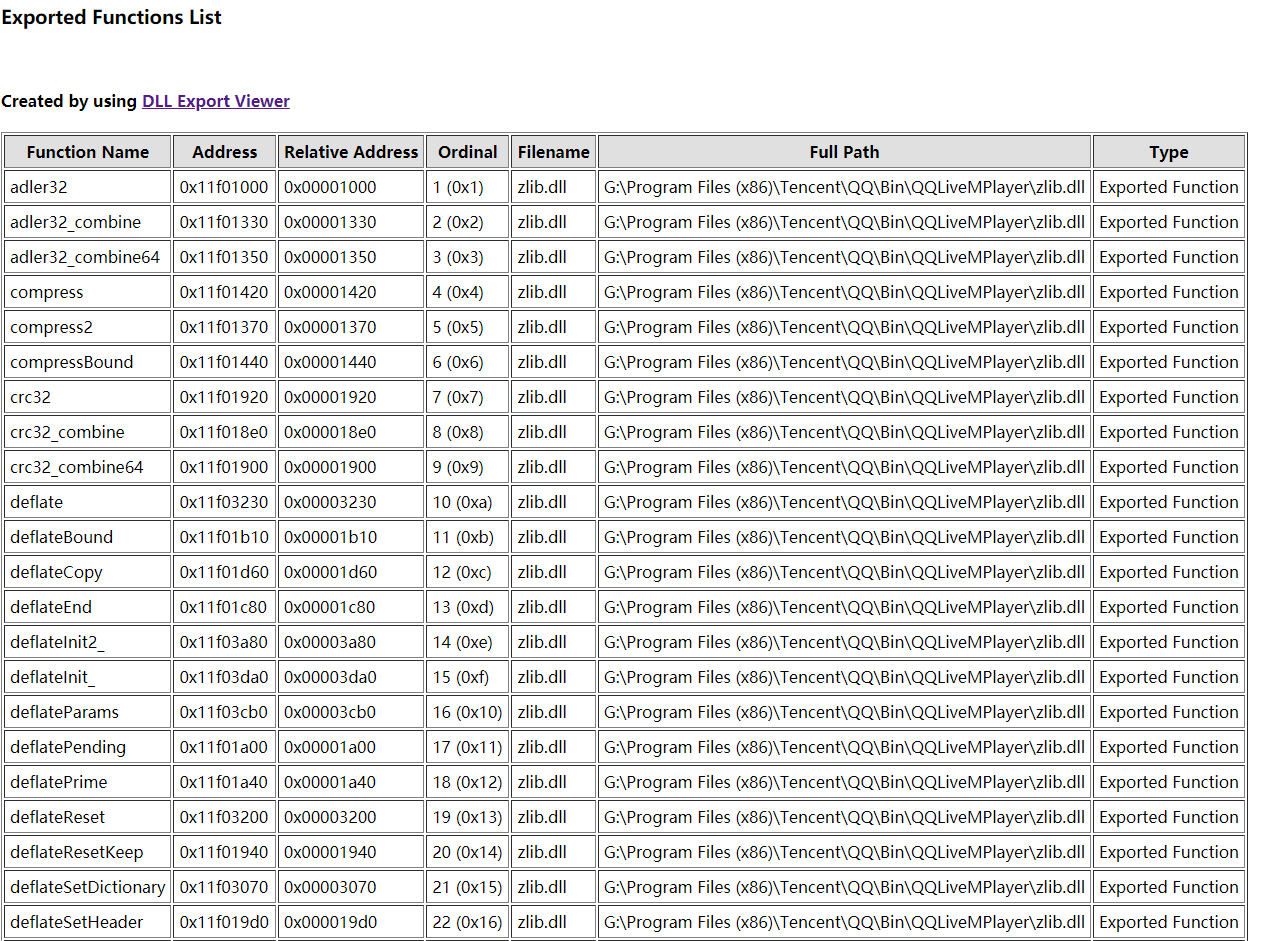 Exported Functions List
Created by using DLL Export Viewer
Function Name Address Relative Address Ordinal Filename Full Path Type
adler32 0x11f01000 0x00001000 1 (0x1) zlib.dll G:\Program Files (x86)\Tencent\QQ\Bin\QQLiveMPlayer\zlib.dll Exported Function
adler32_combine 0x11f01330 0x00001330 2 (0x2) zlib.dll G:\Program Files (x86)\Tencent\QQ\Bin\QQLiveMPlayer\zlib.dll Exported Function
adler32_combine64 0x11f01350 0x00001350 3 (0x3) zlib.dll G:\Program Files (x86)\Tencent\QQ\Bin\QQLiveMPlayer\zlib.dll Exported Function
compress 0x11f01420 0x00001420 4 (0x4) zlib.dll G:\Program Files (x86)\Tencent\QQ\Bin\QQLiveMPlayer\zlib.dll Exported Function
compress2 0x11f01370 0x00001370 5 (0x5) zlib.dll G:\Program Files (x86)\Tencent\QQ\Bin\QQLiveMPlayer\zlib.dll Exported Function
compressBound 0x11f01440 0x00001440 6 (0x6) zlib.dll G:\Program Files (x86)\Tencent\QQ\Bin\QQLiveMPlayer\zlib.dll Exported Function
crc32 0x11f01920 0x00001920 7 (0x7) zlib.dll G:\Program Files (x86)\Tencent\QQ\Bin\QQLiveMPlayer\zlib.dll Exported Function
crc32_combine 0x11f018e0 0x000018e0 8 (0x8) zlib.dll G:\Program Files (x86)\Tencent\QQ\Bin\QQLiveMPlayer\zlib.dll Exported Function
crc32_combine64 0x11f01900 0x00001900 9 (0x9) zlib.dll G:\Program Files (x86)\Tencent\QQ\Bin\QQLiveMPlayer\zlib.dll Exported Function
deflate 0x11f03230 0x00003230 10 (0xa) zlib.dll G:\Program Files (x86)\Tencent\QQ\Bin\QQLiveMPlayer\zlib.dll Exported Function
deflateBound 0x11f01b10 0x00001b10 11 (0xb) zlib.dll G:\Program Files (x86)\Tencent\QQ\Bin\QQLiveMPlayer\zlib.dll Exported Function
deflateCopy 0x11f01d60 0x00001d60 12 (0xc) zlib.dll G:\Program Files (x86)\Tencent\QQ\Bin\QQLiveMPlayer\zlib.dll Exported Function
deflateEnd 0x11f01c80 0x00001c80 13 (0xd) zlib.dll G:\Program Files (x86)\Tencent\QQ\Bin\QQLiveMPlayer\zlib.dll Exported Function
deflateInit2_ 0x11f03a80 0x00003a80 14 (0xe) zlib.dll G:\Program Files (x86)\Tencent\QQ\Bin\QQLiveMPlayer\zlib.dll Exported Function
deflateInit_ 0x11f03da0 0x00003da0 15 (0xf) zlib.dll G:\Program Files (x86)\Tencent\QQ\Bin\QQLiveMPlayer\zlib.dll Exported Function
deflateParams 0x11f03cb0 0x00003cb0 16 (0x10) zlib.dll G:\Program Files (x86)\Tencent\QQ\Bin\QQLiveMPlayer\zlib.dll Exported Function
deflatePending 0x11f01a00 0x00001a00 17 (0x11) zlib.dll G:\Program Files (x86)\Tencent\QQ\Bin\QQLiveMPlayer\zlib.dll Exported Function
deflatePrime 0x11f01a40 0x00001a40 18 (0x12) zlib.dll G:\Program Files (x86)\Tencent\QQ\Bin\QQLiveMPlayer\zlib.dll Exported Function
deflateReset 0x11f03200 0x00003200 19 (0x13) zlib.dll G:\Program Files (x86)\Tencent\QQ\Bin\QQLiveMPlayer\zlib.dll Exported Function
deflateResetKeep 0x11f01940 0x00001940 20 (0x14) zlib.dll G:\Program Files (x86)\Tencent\QQ\Bin\QQLiveMPlayer\zlib.dll Exported Function
deflateSetDictionary 0x11f03070 0x00003070 21 (0x15) zlib.dll G:\Program Files (x86)\Tencent\QQ\Bin\QQLiveMPlayer\zlib.dll Exported Function
deflateSetHeader 0x11f019d0 0x000019d0 22 (0x16) zlib.dll G:\Program Files (x86)\Tencent\QQ\Bin\QQLiveMPlayer\zlib.dll Exported Function